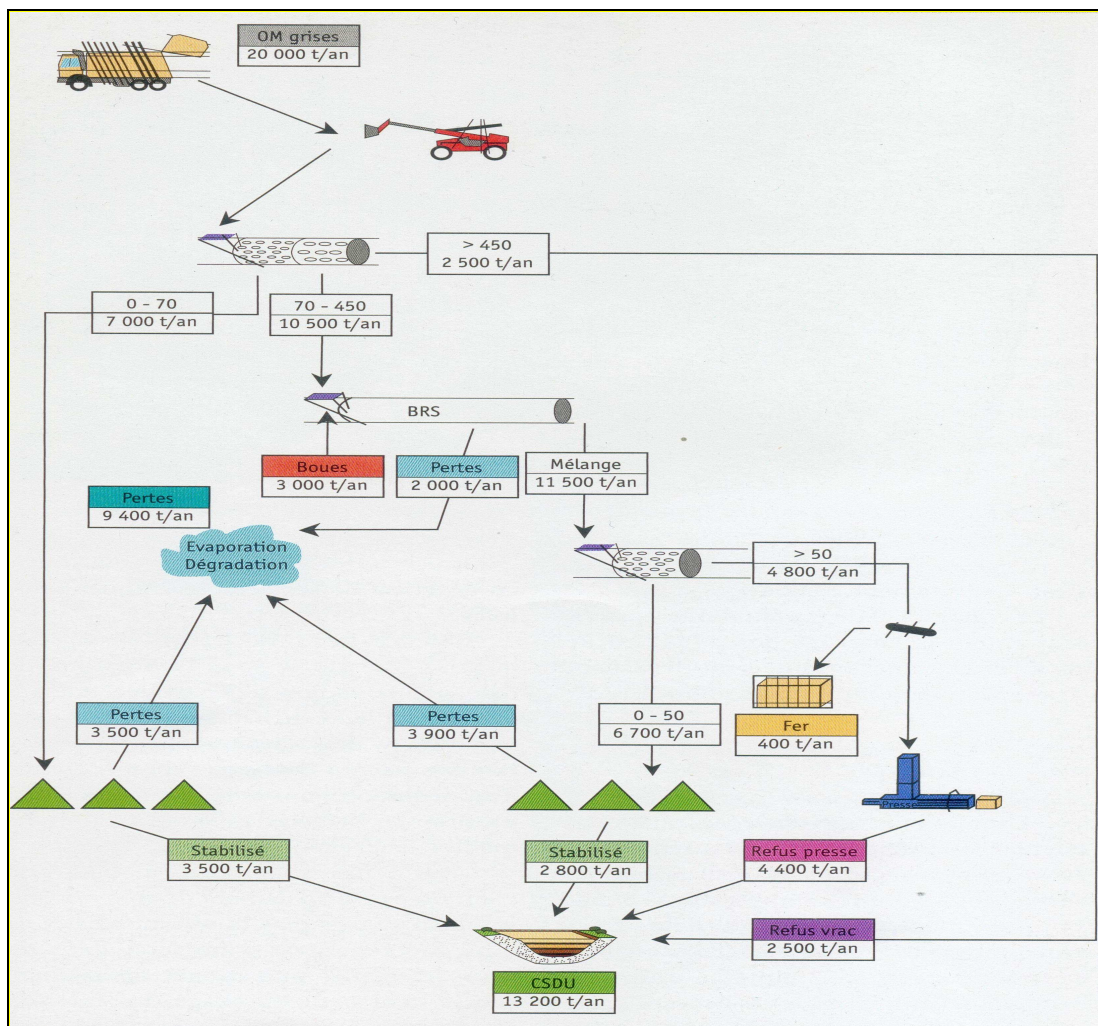 OM grises
20 000 t/an
> 450
2 500 t/an
0 - 70
7 000 t/an
70 - 450
10 500 t/an
BRS
Boues
3 000 t/an
Pertes
2 000 t/an
Mélange
11 500 t/an
Pertes
9 400 t/an
Evaporation
Dégradation
> 50
4 800 t/an
Pertes
3 500 t/an
Pertes
3 900 t/an
0 - 50
6 700 t/an
Fer
400 t/an
Presse
Stabilisé
3 500 t/an
Stabilisé
2 800 t/an
Refus presse
4 400 t/an
Refus vrac
2 500 t/an
CSDU
13 200 t/an